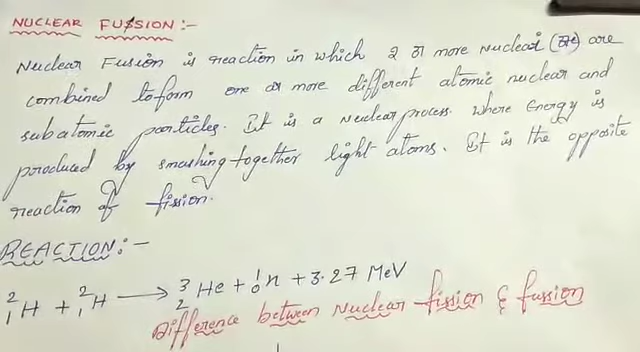 NUCLEAR FUSSION :-
Nuclear Fusion is reaction in which 2 or more nuclei are
combined to form one or more different atomic nuclear and
subatomic particles. It is a nuclear process. where Energy is
produced by smashing together light atoms. It is the opposite
reaction of fission.
REACTION :-
²₁H + ²₁H ⟶ ³₂He + ¹₀n + 3.27 MeV
Difference between Nuclear fission & fussion